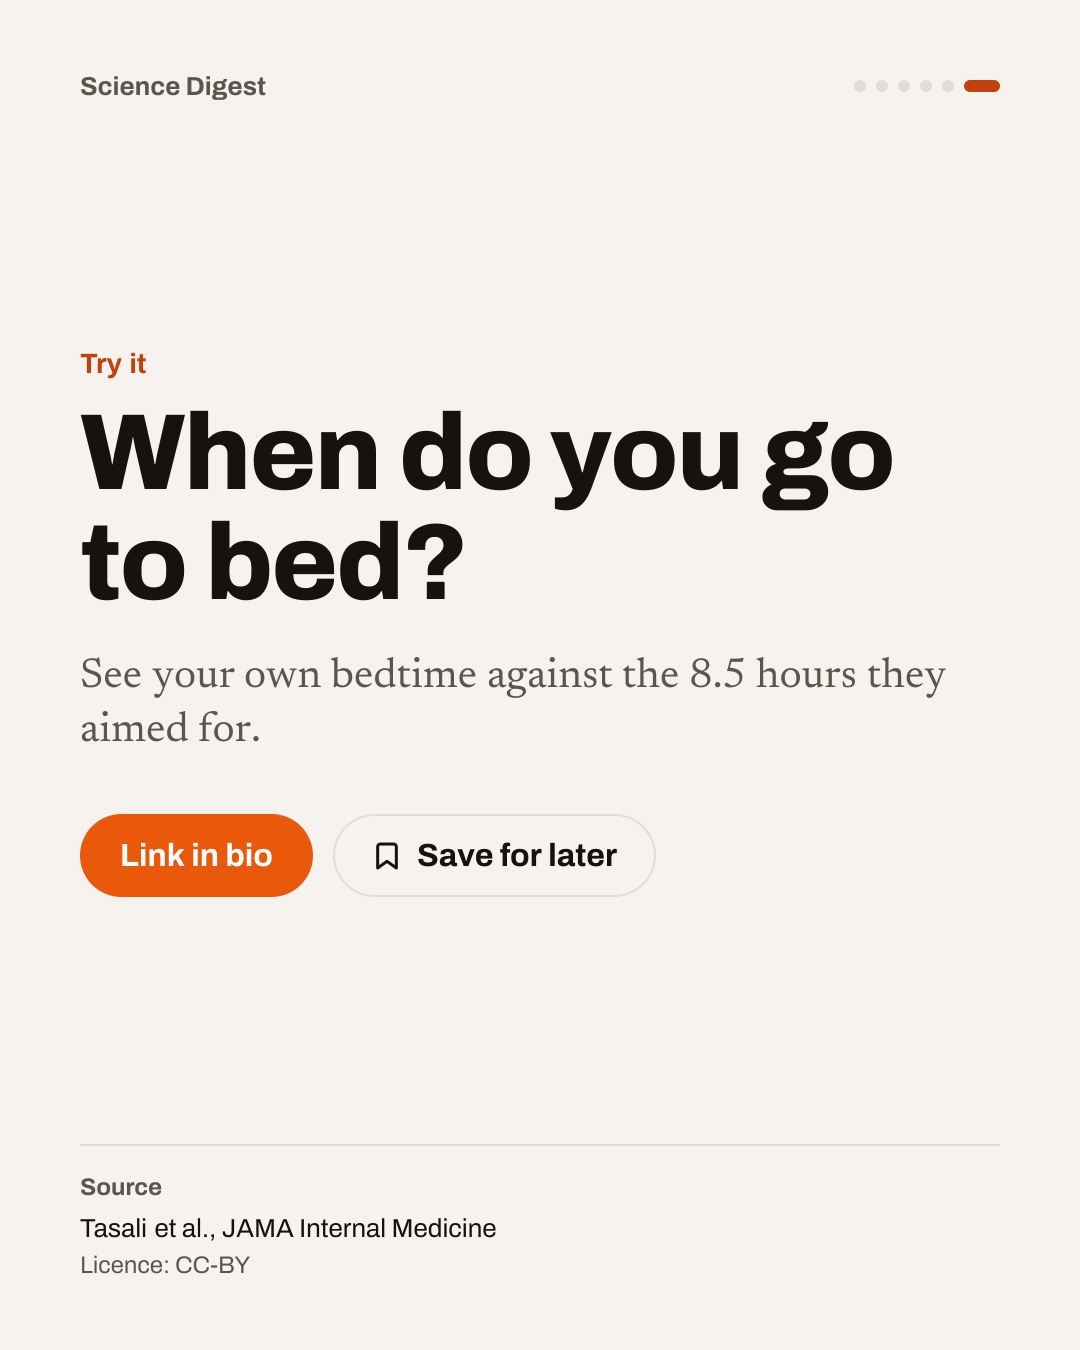 Science Digest
Try it
When do you go
to bed?
See your own bedtime against the 8.5 hours they
aimed for.
Link in bio
Save for later
Source
Tasali et al., JAMA Internal Medicine
Licence: CC-BY